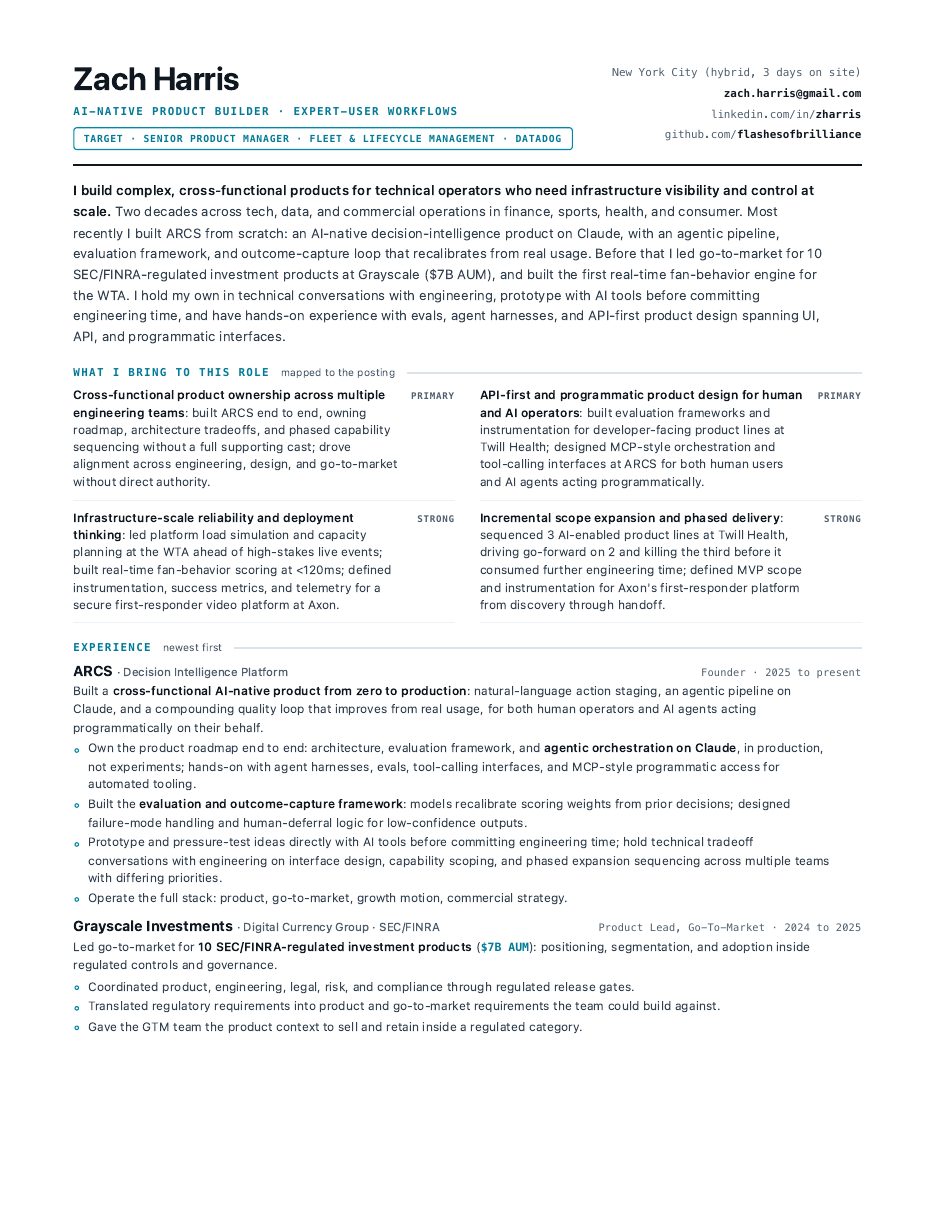 Zach Harris
AI-NATIVE PRODUCT BUILDER · EXPERT-USER WORKFLOWS
TARGET · SENIOR PRODUCT MANAGER · FLEET & LIFECYCLE MANAGEMENT · DATADOG
New York City (hybrid, 3 days on site)
zach.harris@gmail.com
linkedin.com/in/zharris
github.com/flashesofbrilliance
I build complex, cross-functional products for technical operators who need infrastructure visibility and control at
scale. Two decades across tech, data, and commercial operations in finance, sports, health, and consumer. Most
recently I built ARCS from scratch: an AI-native decision-intelligence product on Claude, with an agentic pipeline,
evaluation framework, and outcome-capture loop that recalibrates from real usage. Before that I led go-to-market for 10
SEC/FINRA-regulated investment products at Grayscale ($7B AUM), and built the first real-time fan-behavior engine for
the WTA. I hold my own in technical conversations with engineering, prototype with AI tools before committing
engineering time, and have hands-on experience with evals, agent harnesses, and API-first product design spanning UI,
API, and programmatic interfaces.
WHAT I BRING TO THIS ROLE mapped to the posting
Cross-functional product ownership across multiple PRIMARY
engineering teams: built ARCS end to end, owning
roadmap, architecture tradeoffs, and phased capability
sequencing without a full supporting cast; drove
alignment across engineering, design, and go-to-market
without direct authority.
API-first and programmatic product design for human PRIMARY
and AI operators: built evaluation frameworks and
instrumentation for developer-facing product lines at
Twill Health; designed MCP-style orchestration and
tool-calling interfaces at ARCS for both human users
and AI agents acting programmatically.
Infrastructure-scale reliability and deployment STRONG
thinking: led platform load simulation and capacity
planning at the WTA ahead of high-stakes live events;
built real-time fan-behavior scoring at <120ms; defined
instrumentation, success metrics, and telemetry for a
secure first-responder video platform at Axon.
Incremental scope expansion and phased delivery: STRONG
sequenced 3 AI-enabled product lines at Twill Health,
driving go-forward on 2 and killing the third before it
consumed further engineering time; defined MVP scope
and instrumentation for Axon's first-responder platform
from discovery through handoff.
EXPERIENCE newest first
ARCS · Decision Intelligence Platform Founder · 2025 to present
Built a cross-functional AI-native product from zero to production: natural-language action staging, an agentic pipeline on
Claude, and a compounding quality loop that improves from real usage, for both human operators and AI agents acting
programmatically on their behalf.
Own the product roadmap end to end: architecture, evaluation framework, and agentic orchestration on Claude, in production,
not experiments; hands-on with agent harnesses, evals, tool-calling interfaces, and MCP-style programmatic access for
automated tooling.
Built the evaluation and outcome-capture framework: models recalibrate scoring weights from prior decisions; designed
failure-mode handling and human-deferral logic for low-confidence outputs.
Prototype and pressure-test ideas directly with AI tools before committing engineering time; hold technical tradeoff
conversations with engineering on interface design, capability scoping, and phased expansion sequencing across multiple teams
with differing priorities.
Operate the full stack: product, go-to-market, growth motion, commercial strategy.
Grayscale Investments · Digital Currency Group · SEC/FINRA Product Lead, Go-To-Market · 2024 to 2025
Led go-to-market for 10 SEC/FINRA-regulated investment products ($7B AUM): positioning, segmentation, and adoption inside
regulated controls and governance.
Coordinated product, engineering, legal, risk, and compliance through regulated release gates.
Translated regulatory requirements into product and go-to-market requirements the team could build against.
Gave the GTM team the product context to sell and retain inside a regulated category.